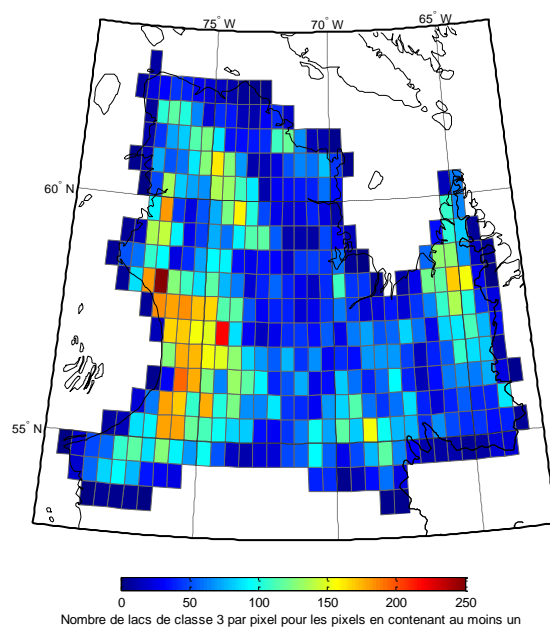 75° W
70° W
65° W
60° N
55° N
0
50
100
150
200
250
Nombre de lacs de classe 3 par pixel pour les pixels en contenant au moins un